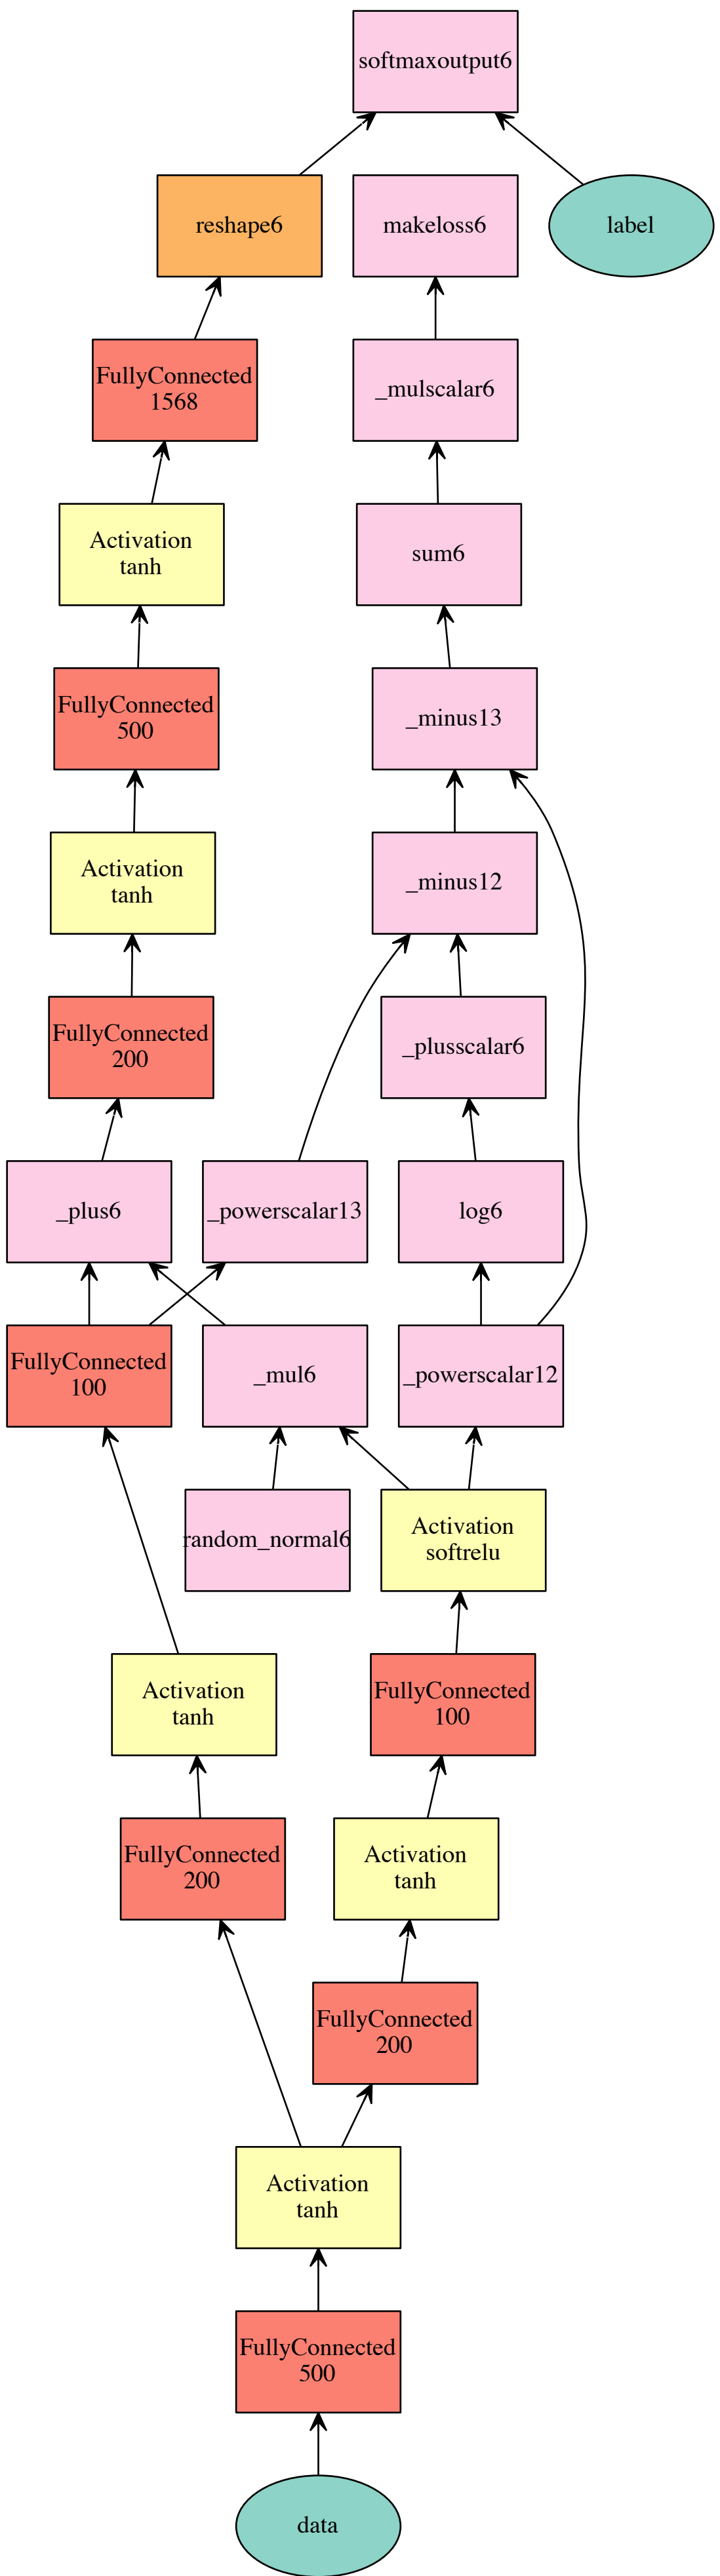 softmaxoutput6
reshape6
makeloss6
label
FullyConnected
1568
_mulscalar6
Activation
tanh
sum6
FullyConnected
500
_minus13
Activation
tanh
_minus12
FullyConnected
200
_plusscalar6
_plus6
_powerscalar13
log6
FullyConnected
100
_mul6
_powerscalar12
random_normal6
Activation
softrelu
Activation
tanh
FullyConnected
100
FullyConnected
200
Activation
tanh
FullyConnected
200
Activation
tanh
FullyConnected
500
data